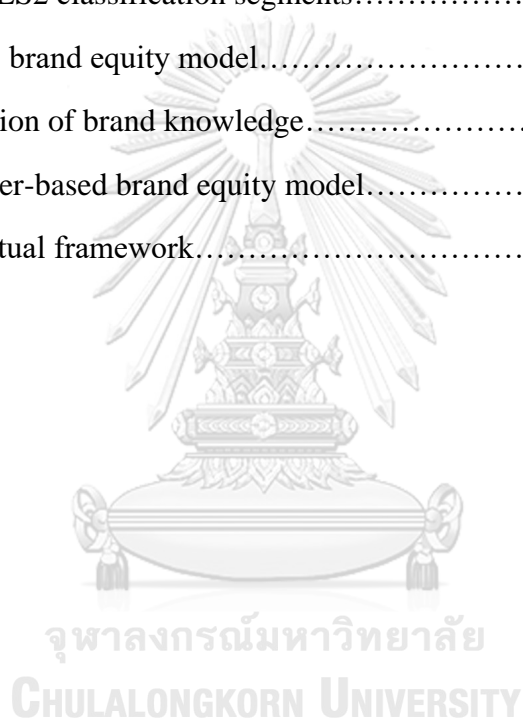 LS2 classification segments………………
brand equity model……………………
ion of brand knowledge…………………
er-based brand equity model……………
tual framework…………………………
จุฬาลงกรณ์มหาวิทยาลัย
CHULALONGKORN UNIVERSITY